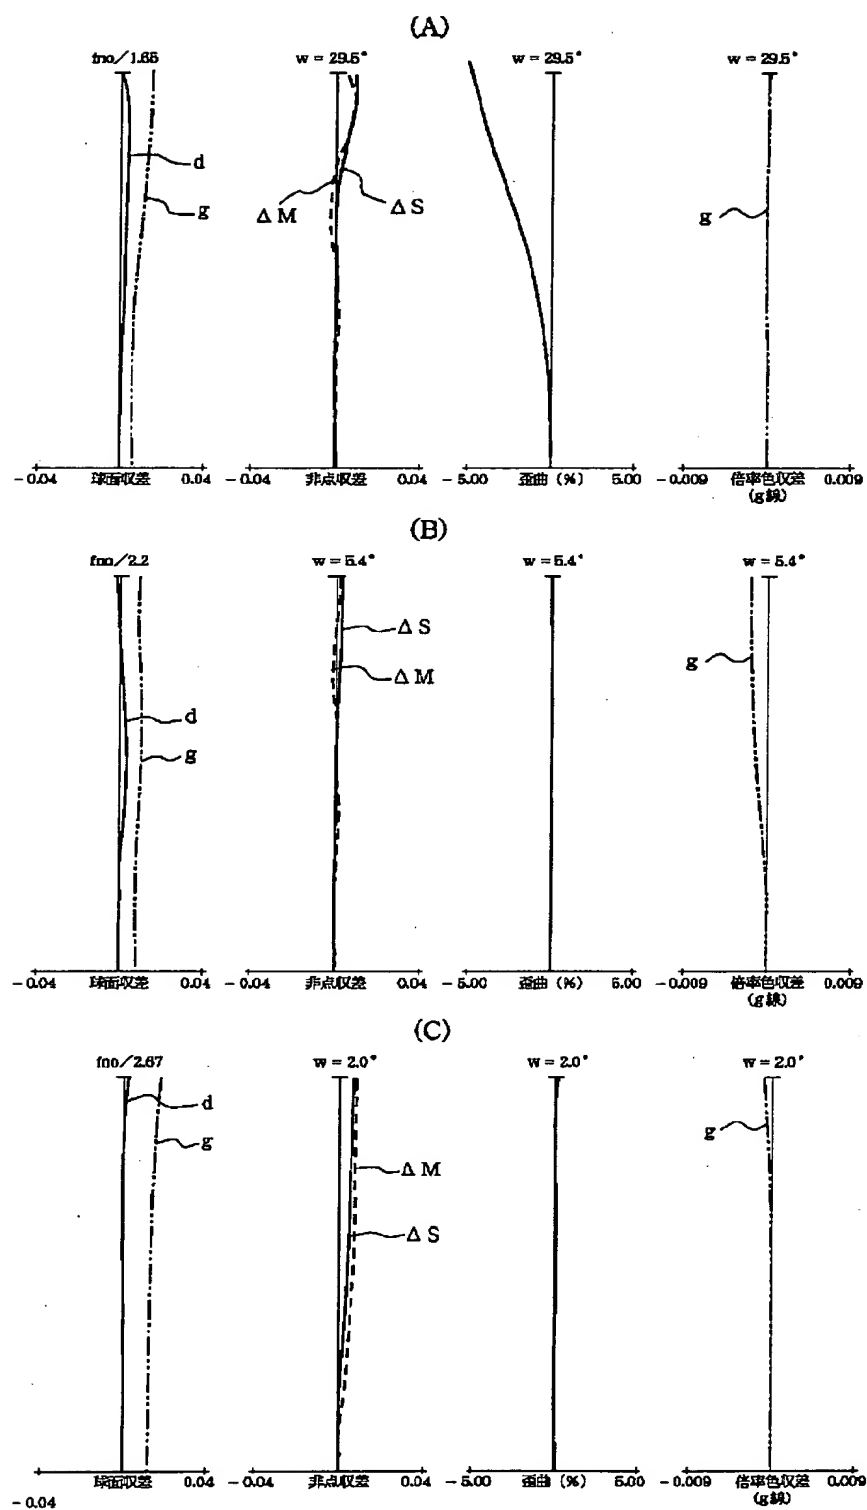 (A)
fno/1.65
w = 29.5°
w = 29.5°
w = 29.5°
d
g
ΔM
ΔS
g
-0.04
球面収差
0.04
-0.04
非点収差
0.04
-5.00
歪曲 (%)
5.00
-0.009
倍率色収差
(g線)
0.009
(B)
fno/2.2
w = 5.4°
w = 5.4°
w = 5.4°
ΔS
ΔM
g
d
g
-0.04
球面収差
0.04
-0.04
非点収差
0.04
-5.00
歪曲 (%)
5.00
-0.009
倍率色収差
(g線)
0.009
(C)
fno/2.67
w = 2.0°
w = 2.0°
w = 2.0°
d
g
g
ΔM
ΔS
-0.04
球面収差
0.04
-0.04
非点収差
0.04
-5.00
歪曲 (%)
5.00
-0.009
倍率色収差
(g線)
0.009